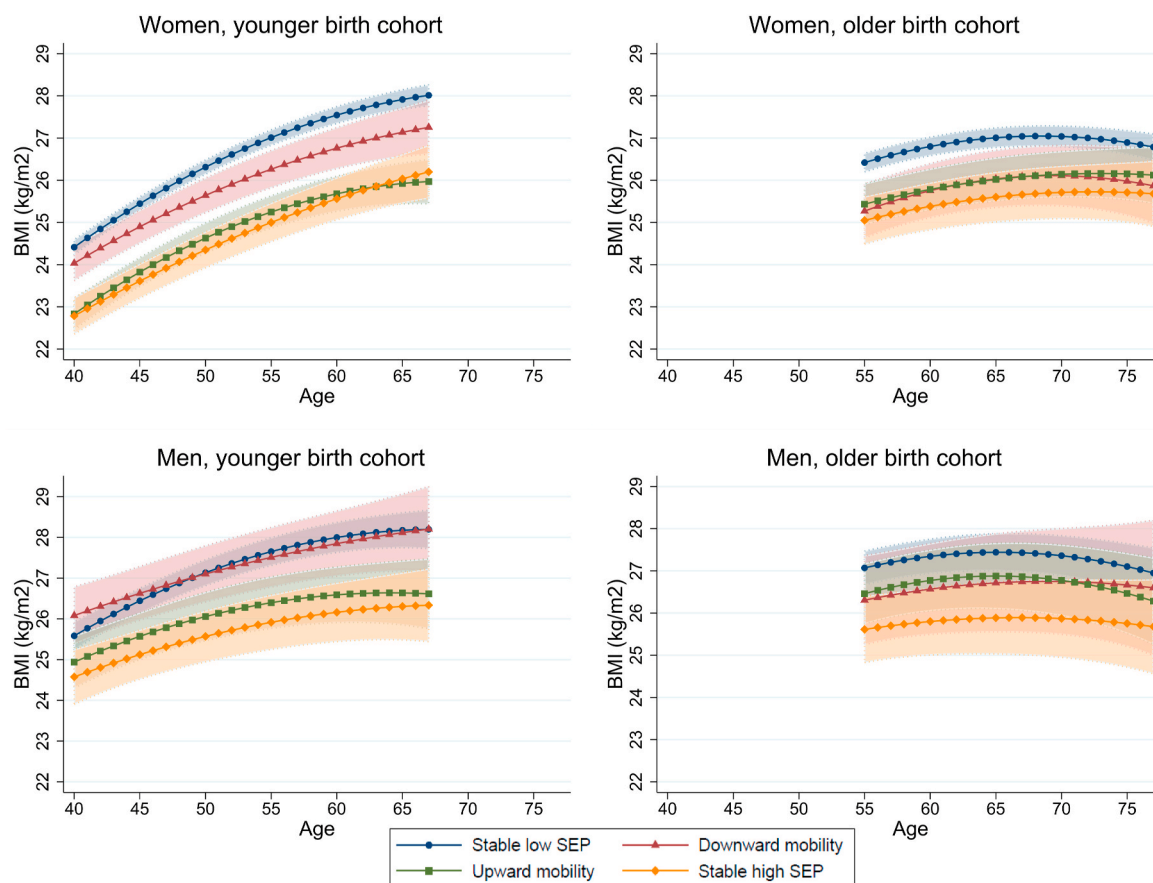 Women, younger birth cohort
BMI (kg/m2)
29
28
27
26
25
24
23
22
40 45 50 55 60 65 70 75
Age
Women, older birth cohort
BMI (kg/m2)
29
28
27
26
25
24
23
22
40 45 50 55 60 65 70 75
Age
Men, younger birth cohort
BMI (kg/m2)
29
28
27
26
25
24
23
22
40 45 50 55 60 65 70 75
Age
Men, older birth cohort
BMI (kg/m2)
29
28
27
26
25
24
23
22
40 45 50 55 60 65 70 75
Age
Stable low SEP Downward mobility
Upward mobility Stable high SEP